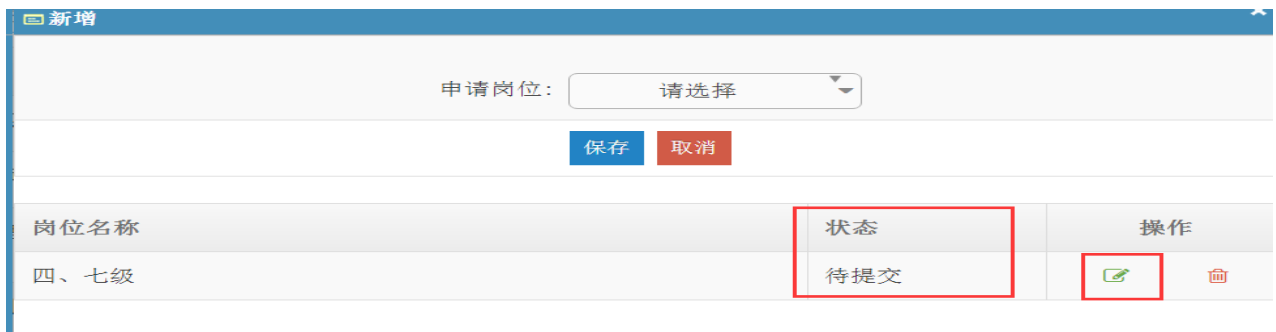 新增
申请岗位: 请选择
保存 取消
岗位名称 状态 操作
四、七级 待提交